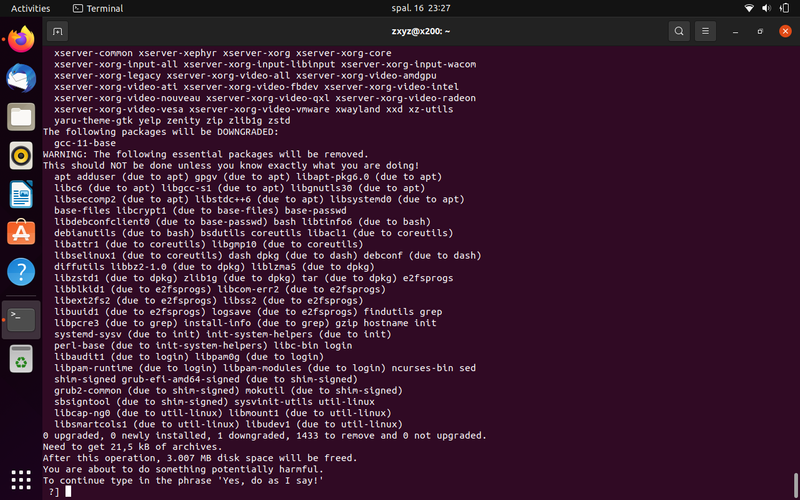 Activities
Terminal
spal. 16 23:27
zxyz@x200: ~
xserver-common xserver-xephyr xserver-xorg xserver-xorg-core
xserver-xorg-input-all xserver-xorg-input-libinput xserver-xorg-input-wacom
xserver-xorg-legacy xserver-xorg-video-all xserver-xorg-video-amdgpu
xserver-xorg-video-ati xserver-xorg-video-fbdev xserver-xorg-video-intel
xserver-xorg-video-nouveau xserver-xorg-video-qxl xserver-xorg-video-radeon
xserver-xorg-video-vesa xserver-xorg-video-vmware xwayland xxd xz-utils
yaru-theme-gtk yelp zenity zip zlib1g zstd
The following packages will be DOWNGRADED:
gcc-11-base
WARNING: The following essential packages will be removed.
This should NOT be done unless you know exactly what you are doing!
apt adduser (due to apt) gpgv (due to apt) libapt-pkg6.0 (due to apt)
libc6 (due to apt) libgcc-s1 (due to apt) libgnutls30 (due to apt)
libseccomp2 (due to apt) libstdc++6 (due to apt) libsystemd0 (due to apt)
base-files libcrypt1 (due to base-files) base-passwd
libdebconfclient0 (due to base-passwd) bash libtinfo6 (due to bash)
debianutils (due to bash) bsdutils coreutils libacl1 (due to coreutils)
libattr1 (due to coreutils) libgmp10 (due to coreutils)
libselinux1 (due to coreutils) dash dpkg (due to dash) debconf (due to dash)
diffutils libbz2-1.0 (due to dpkg) liblzma5 (due to dpkg)
libzstd1 (due to dpkg) zlib1g (due to dpkg) tar (due to dpkg) e2fsprogs
libblkid1 (due to e2fsprogs) libcom-err2 (due to e2fsprogs)
libext2fs2 (due to e2fsprogs) libss2 (due to e2fsprogs)
libuuid1 (due to e2fsprogs) logsave (due to e2fsprogs) findutils grep
libpcre3 (due to grep) install-info (due to grep) gzip hostname init
systemd-sysv (due to init) init-system-helpers (due to init)
perl-base (due to init-system-helpers) libc-bin login
libaudit1 (due to login) libpam0g (due to login)
libpam-runtime (due to login) libpam-modules (due to login) ncurses-bin sed
shim-signed grub-efi-amd64-signed (due to shim-signed)
grub2-common (due to shim-signed) mokutil (due to shim-signed)
sbsigntool (due to shim-signed) sysvinit-utils util-linux
libcap-ng0 (due to util-linux) libmount1 (due to util-linux)
libsmartcols1 (due to util-linux) libudev1 (due to util-linux)
0 upgraded, 0 newly installed, 1 downgraded, 1433 to remove and 0 not upgraded.
Need to get 21,5 kB of archives.
After this operation, 3.007 MB disk space will be freed.
You are about to do something potentially harmful.
To continue type in the phrase 'Yes, do as I say!'
?]